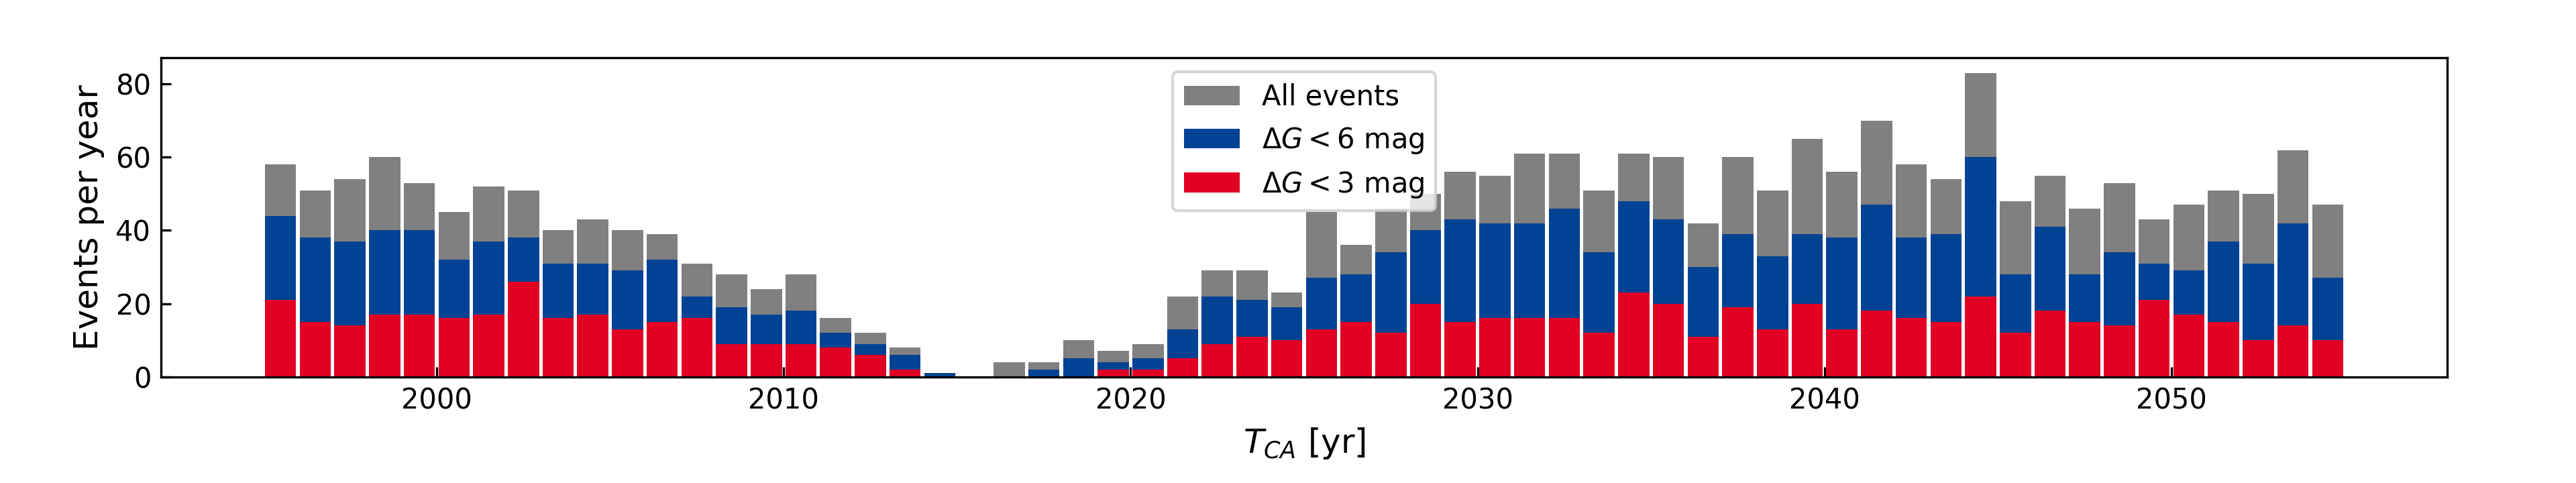 Events per year
80
60
40
20
0
All events
ΔG < 6 mag
ΔG < 3 mag
2000 2010 2020 2030 2040 2050
T_CA [yr]